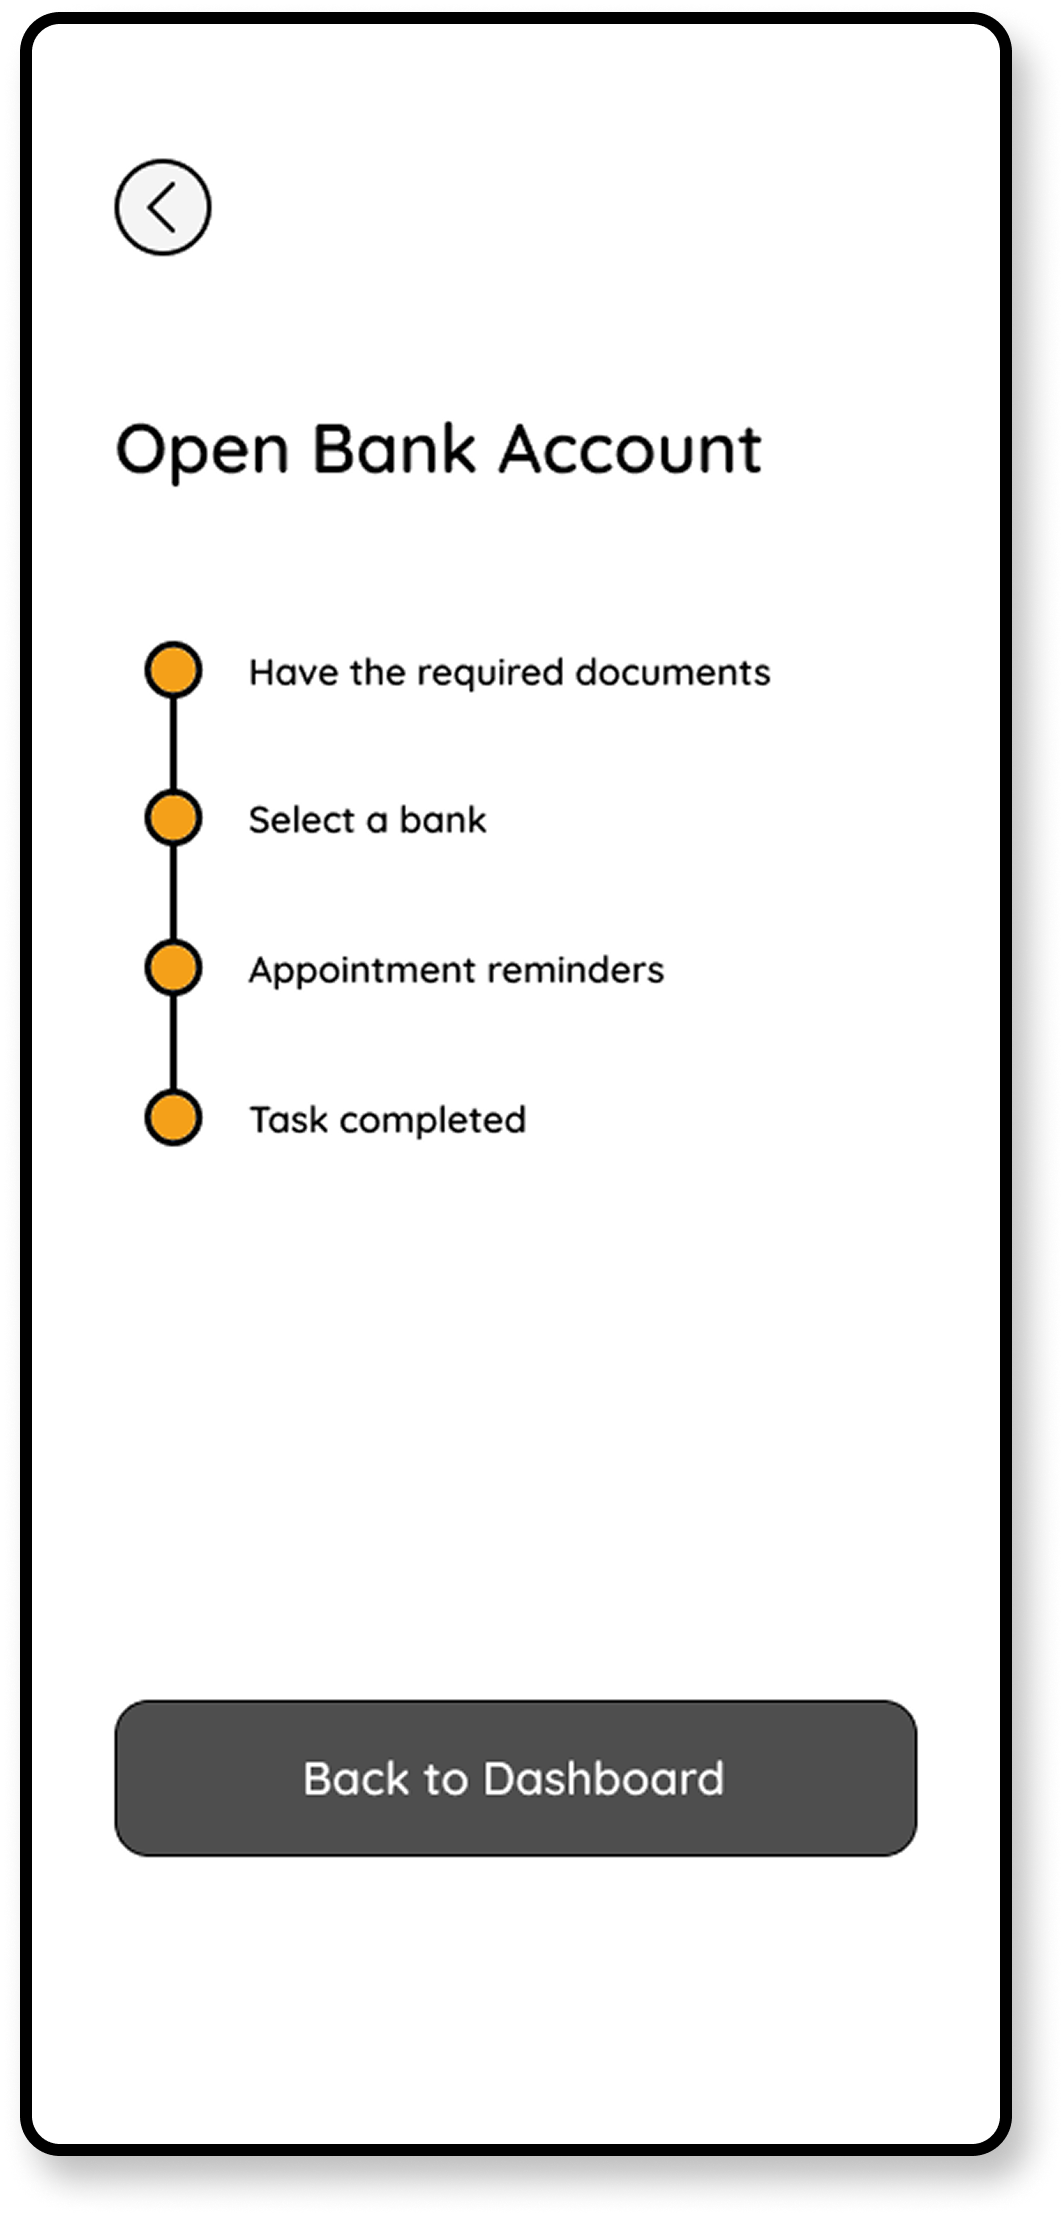 Open Bank Account
Have the required documents
Select a bank
Appointment reminders
Task completed
Back to Dashboard